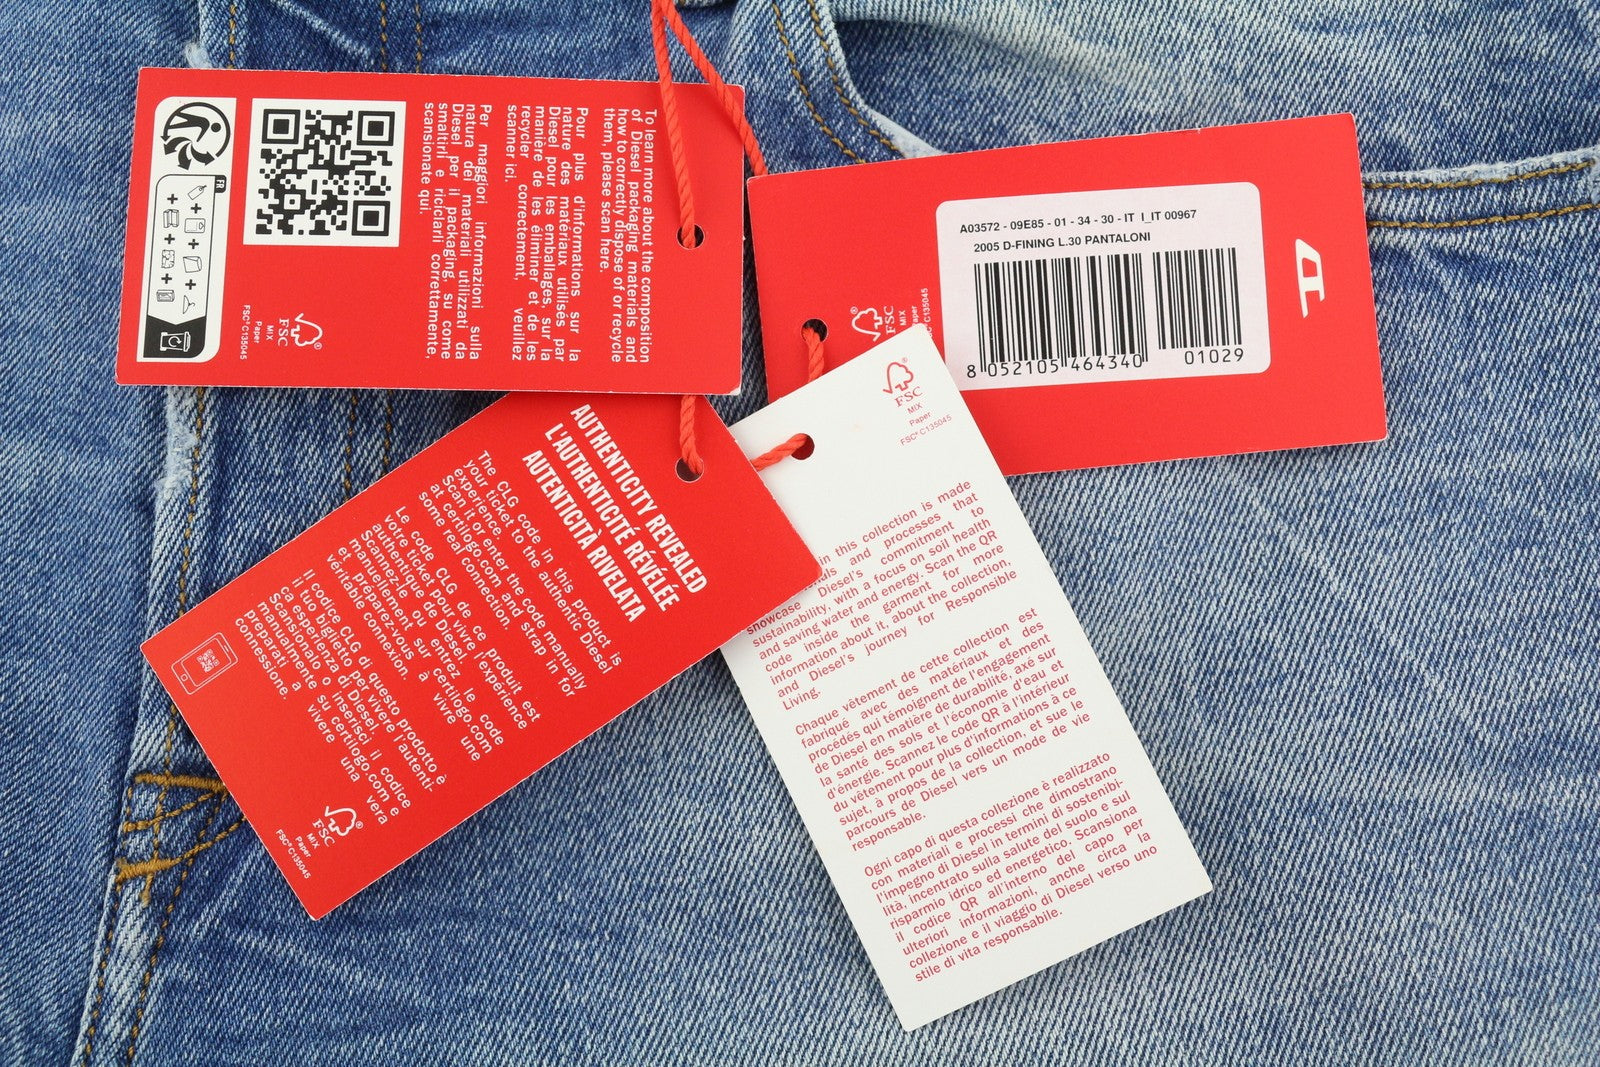 To learn more about the composition
of Diesel packaging materials and
how to correctly dispose of or recycle
them, please scan here.
Pour plus d'informations sur la
nature des matériaux utilisés par
Diesel pour les emballages, sur la
manière de les éliminer et de les
recycler correctement, veuillez
scanner ici.
Per maggiori informazioni sulla
natura dei materiali utilizzati da
Diesel per il packaging, su come
smaltirli e riciclarli correttamente,
scansionate qui.
FR
FSC
MIX
Paper
FSC® C135045
A03572 - 09E85 - 01 - 34 - 30 - IT I_IT 00967
2005 D-FINING L.30 PANTALONI
8 052105 464340
01029
D
FSC
MIX
Paper
FSC® C135045
AUTHENTICITY REVEALED
L'AUTHENTICITÉ RÉVÉLÉE
AUTENTICITÀ RIVELATA
The CLG code in this product is
your ticket to the authentic Diesel
experience.
Scan it or enter the code manually
at certilogo.com and strap in for
some real connection.
Le code CLG de ce produit est
votre ticket pour vivre l'expérience
authentique de Diesel.
Scannez-le ou entrez le code
manuellement sur certilogo.com
et préparez-vous à vivre une
véritable connexion.
Il codice CLG di questo prodotto è
il tuo biglietto per vivere l'autenti-
ca esperienza di Diesel.
Scansionalo o inserisci il codice
manualmente su certilogo.com e
preparati a vivere una vera
connessione.
FSC
MIX
Paper
FSC® C135045
FSC
MIX
Paper
FSC® C135045
in this collection is made
and processes that
showcase Diesel's commitment to
sustainability, with a focus on soil health
and saving water and energy. Scan the QR
code inside the garment for more
information about it, about the collection,
and Diesel's journey for Responsible
Living.
Chaque vêtement de cette collection est
fabriqué avec des matériaux et des
procédés qui témoignent de l'engagement
de Diesel en matière de durabilité, axé sur
la santé des sols et l'économie d'eau et
d'énergie. Scannez le code QR à l'intérieur
du vêtement pour plus d'informations à ce
sujet, à propos de la collection, et sue le
parcours de Diesel vers un mode de vie
responsable.
Ogni capo di questa collezione è realizzato
con materiali e processi che dimostrano
l'impegno di Diesel in termini di sostenibi-
lità, incentrato sulla salute del suolo e sul
risparmio idrico ed energetico. Scansiona
il codice QR all'interno del capo per
ulteriori informazioni, anche circa la
collezione e il viaggio di Diesel verso uno
stile di vita responsabile.